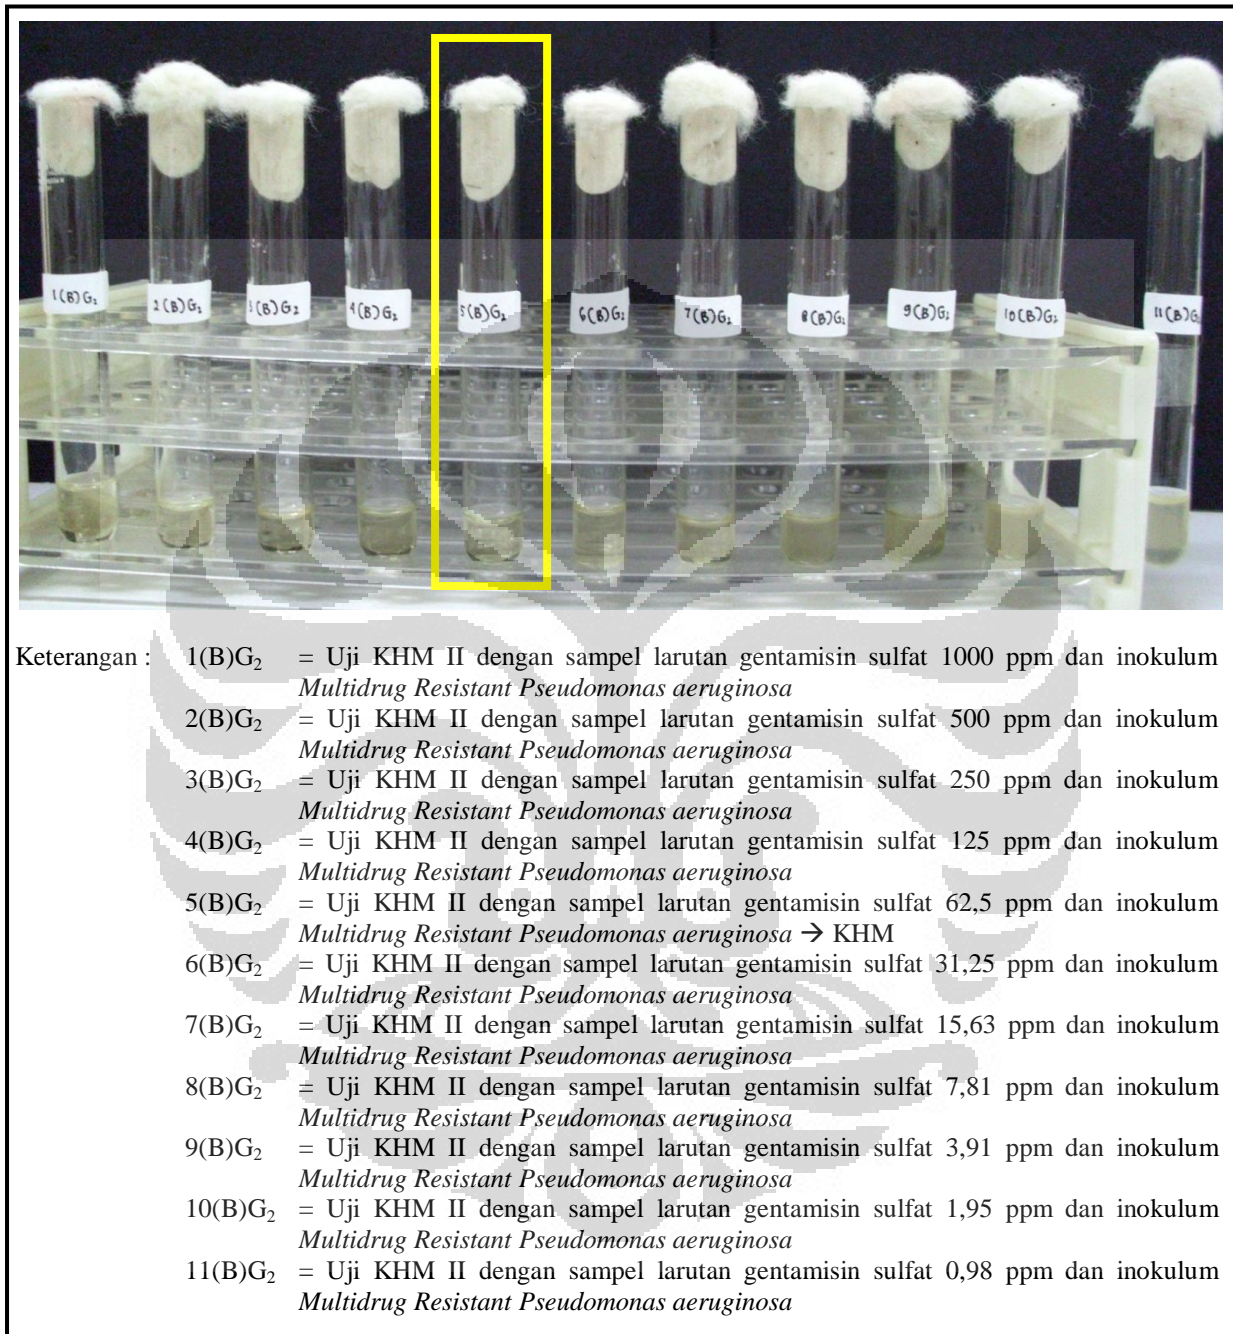 1(B)G2
2(B)G2
3(B)G2
4(B)G2
5(B)G2
6(B)G2
7(B)G2
8(B)G2
9(B)G2
10(B)G2
11(B)G2
Keterangan : 1(B)G₂ = Uji KHM II dengan sampel larutan gentamisin sulfat 1000 ppm dan inokulum
Multidrug Resistant Pseudomonas aeruginosa
2(B)G₂ = Uji KHM II dengan sampel larutan gentamisin sulfat 500 ppm dan inokulum
Multidrug Resistant Pseudomonas aeruginosa
3(B)G₂ = Uji KHM II dengan sampel larutan gentamisin sulfat 250 ppm dan inokulum
Multidrug Resistant Pseudomonas aeruginosa
4(B)G₂ = Uji KHM II dengan sampel larutan gentamisin sulfat 125 ppm dan inokulum
Multidrug Resistant Pseudomonas aeruginosa
5(B)G₂ = Uji KHM II dengan sampel larutan gentamisin sulfat 62,5 ppm dan inokulum
Multidrug Resistant Pseudomonas aeruginosa → KHM
6(B)G₂ = Uji KHM II dengan sampel larutan gentamisin sulfat 31,25 ppm dan inokulum
Multidrug Resistant Pseudomonas aeruginosa
7(B)G₂ = Uji KHM II dengan sampel larutan gentamisin sulfat 15,63 ppm dan inokulum
Multidrug Resistant Pseudomonas aeruginosa
8(B)G₂ = Uji KHM II dengan sampel larutan gentamisin sulfat 7,81 ppm dan inokulum
Multidrug Resistant Pseudomonas aeruginosa
9(B)G₂ = Uji KHM II dengan sampel larutan gentamisin sulfat 3,91 ppm dan inokulum
Multidrug Resistant Pseudomonas aeruginosa
10(B)G₂ = Uji KHM II dengan sampel larutan gentamisin sulfat 1,95 ppm dan inokulum
Multidrug Resistant Pseudomonas aeruginosa
11(B)G₂ = Uji KHM II dengan sampel larutan gentamisin sulfat 0,98 ppm dan inokulum
Multidrug Resistant Pseudomonas aeruginosa